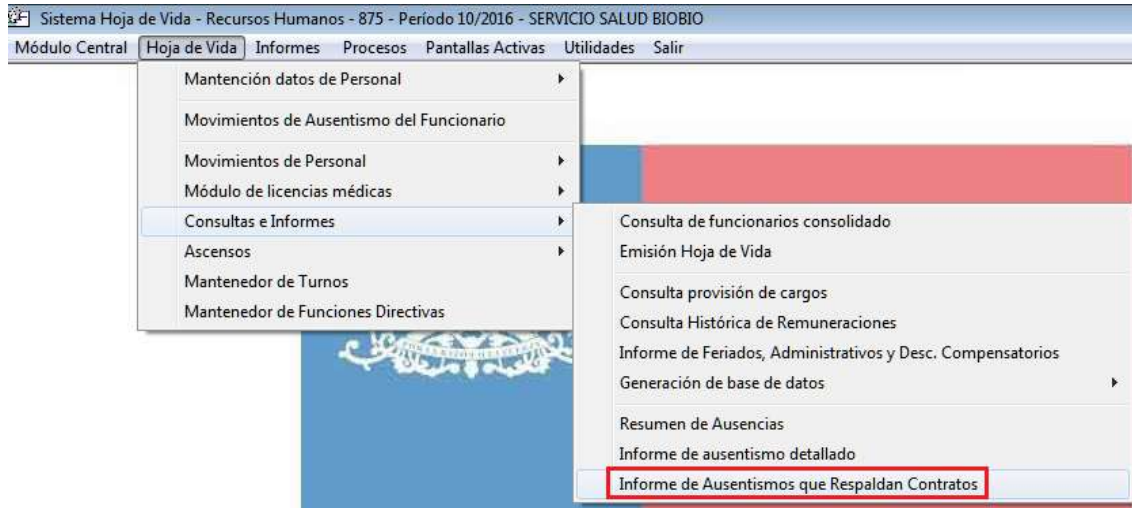 Sistema Hoja de Vida - Recursos Humanos - 875 - Período 10/2016 - SERVICIO SALUD BIOBIO
Módulo Central Hoja de Vida Informes Procesos Pantallas Activas Utilidades Salir
Mantención datos de Personal
Movimientos de Ausentismo del Funcionario
Movimientos de Personal
Módulo de licencias médicas
Consultas e Informes
Ascensos
Mantenedor de Turnos
Mantenedor de Funciones Directivas
Consulta de funcionarios consolidado
Emisión Hoja de Vida
Consulta provisión de cargos
Consulta Histórica de Remuneraciones
Informe de Feriados, Administrativos y Desc. Compensatorios
Generación de base de datos
Resumen de Ausencias
Informe de ausentismo detallado
Informe de Ausentismos que Respaldan Contratos